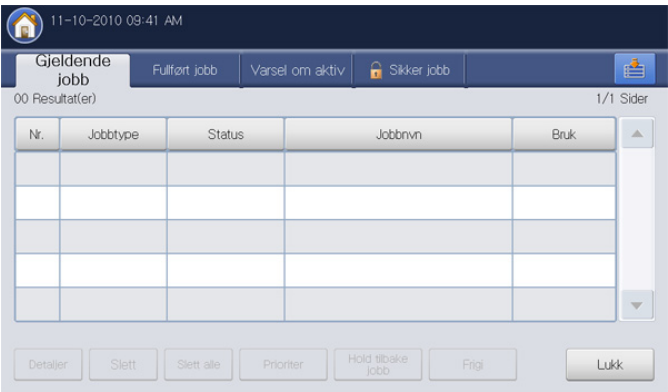 11-10-2010 09:41 AM
Gjeldende
jobb
Fullført jobb
Varsel om aktiv
Sikker jobb
00 Resultat(er)
1/1 Sider
Nr.
Jobbtype
Status
Jobbnvn
Bruk
Detaljer
Slett
Slett alle
Prioriter
Hold tilbake
jobb
Frigi
Lukk